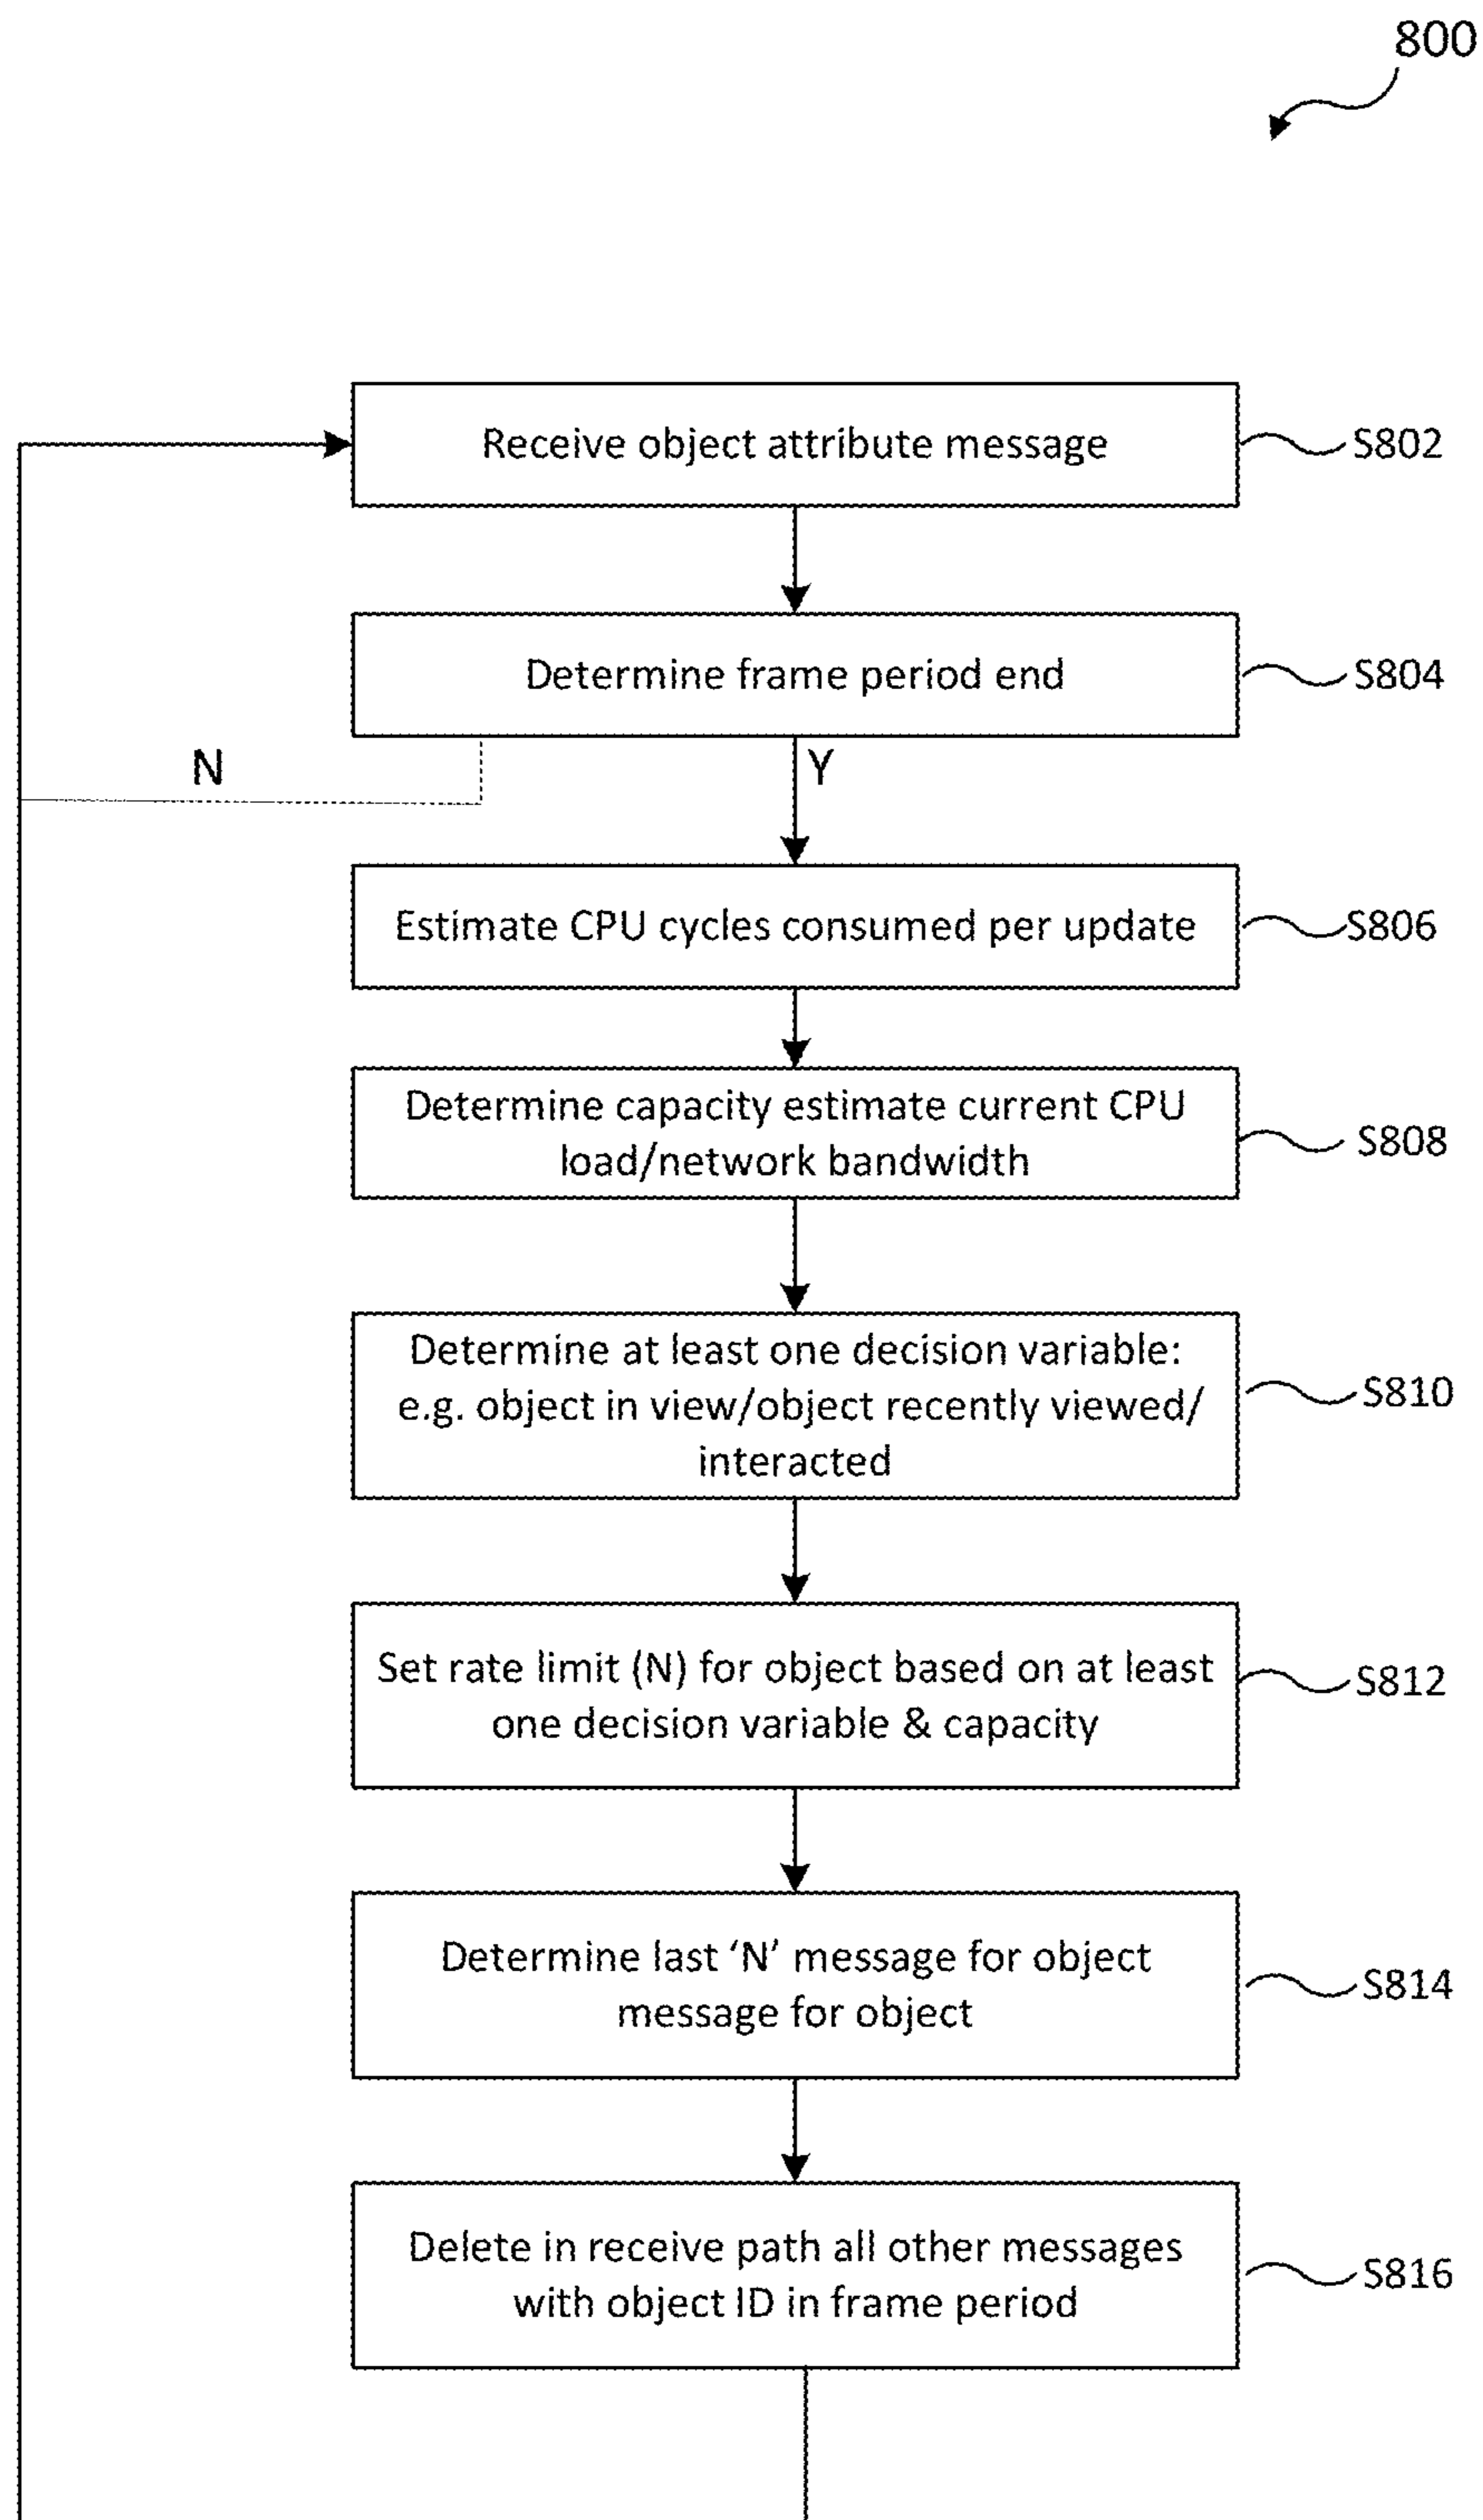 800
Receive object attribute message
S802
Determine frame period end
S804
N
Y
Estimate CPU cycles consumed per update
S806
Determine capacity estimate current CPU
load/network bandwidth
S808
Determine at least one decision variable:
e.g. object in view/object recently viewed/
interacted
S810
Set rate limit (N) for object based on at least
one decision variable & capacity
S812
Determine last ‘N’ message for object
message for object
S814
Delete in receive path all other messages
with object ID in frame period
S816